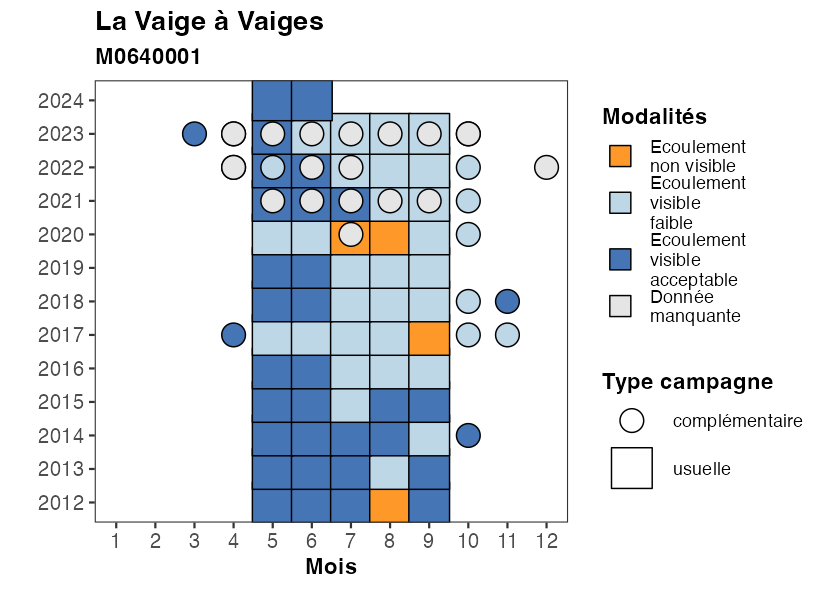 La Vaige à Vaiges
M0640001
2024
2023
2022
2021
2020
2019
2018
2017
2016
2015
2014
2013
2012
1 2 3 4 5 6 7 8 9 10 11 12
Mois
Modalités
Ecoulement
non visible
Ecoulement
visible
faible
Ecoulement
visible
acceptable
Donnée
manquante
Type campagne
complémentaire
usuelle